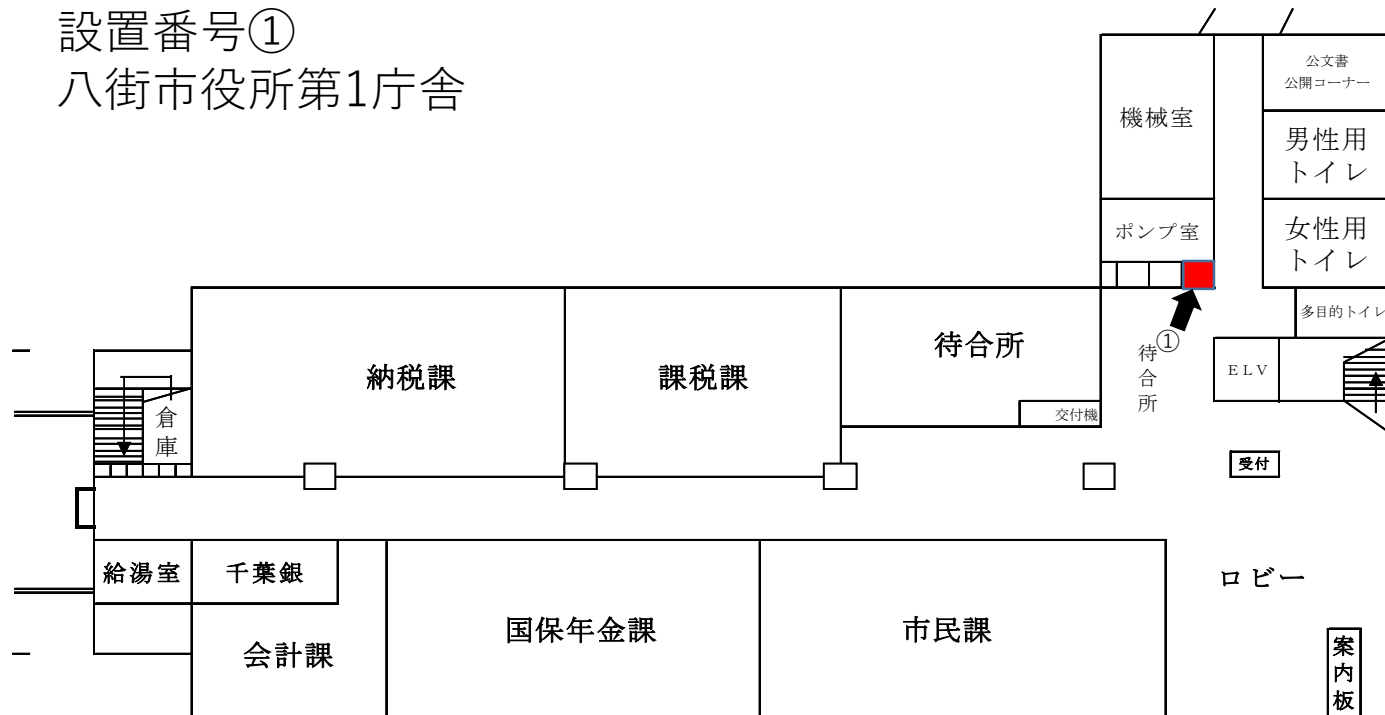 設置番号①
八街市役所第1庁舎
公文書
公開コーナー
機械室
男性用
トイレ
ポンプ室
女性用
トイレ
多目的トイレ
①
待合所
待合所
納税課
課税課
ELV
交付機
倉庫
受付
給湯室
千葉銀
ロビー
国保年金課
市民課
会計課
案内板